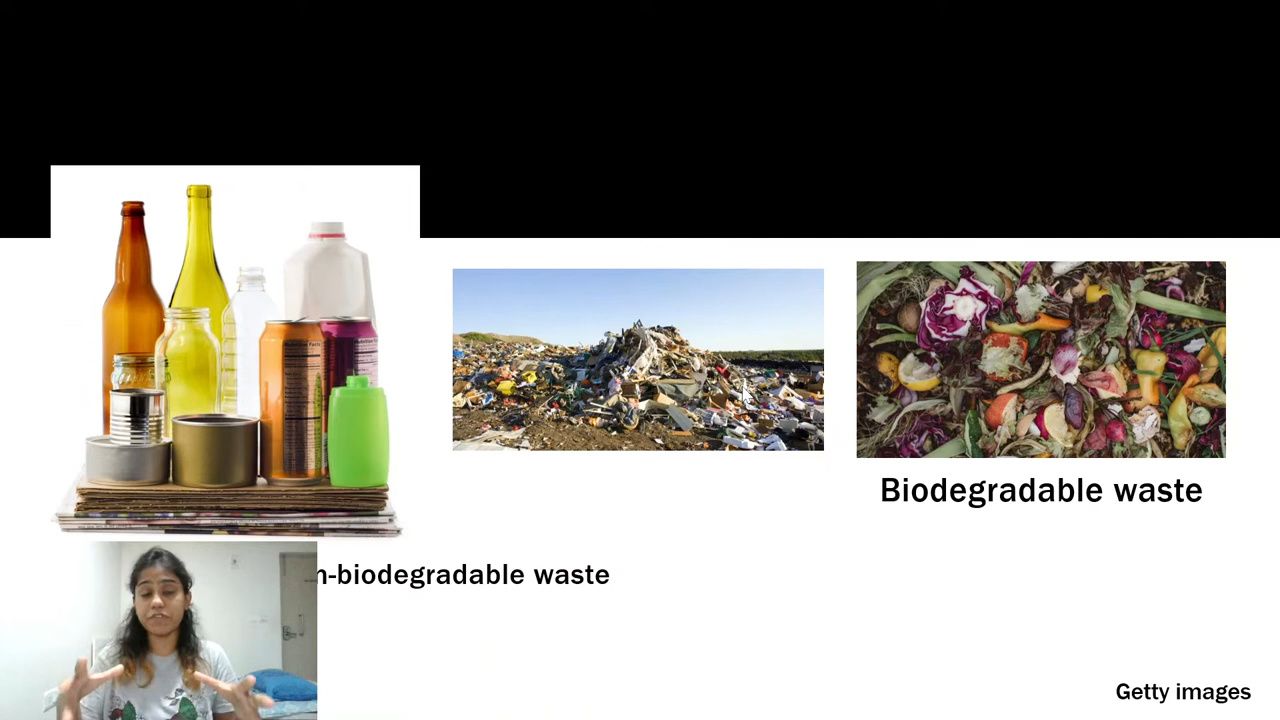 Biodegradable waste
n-biodegradable waste
Getty images